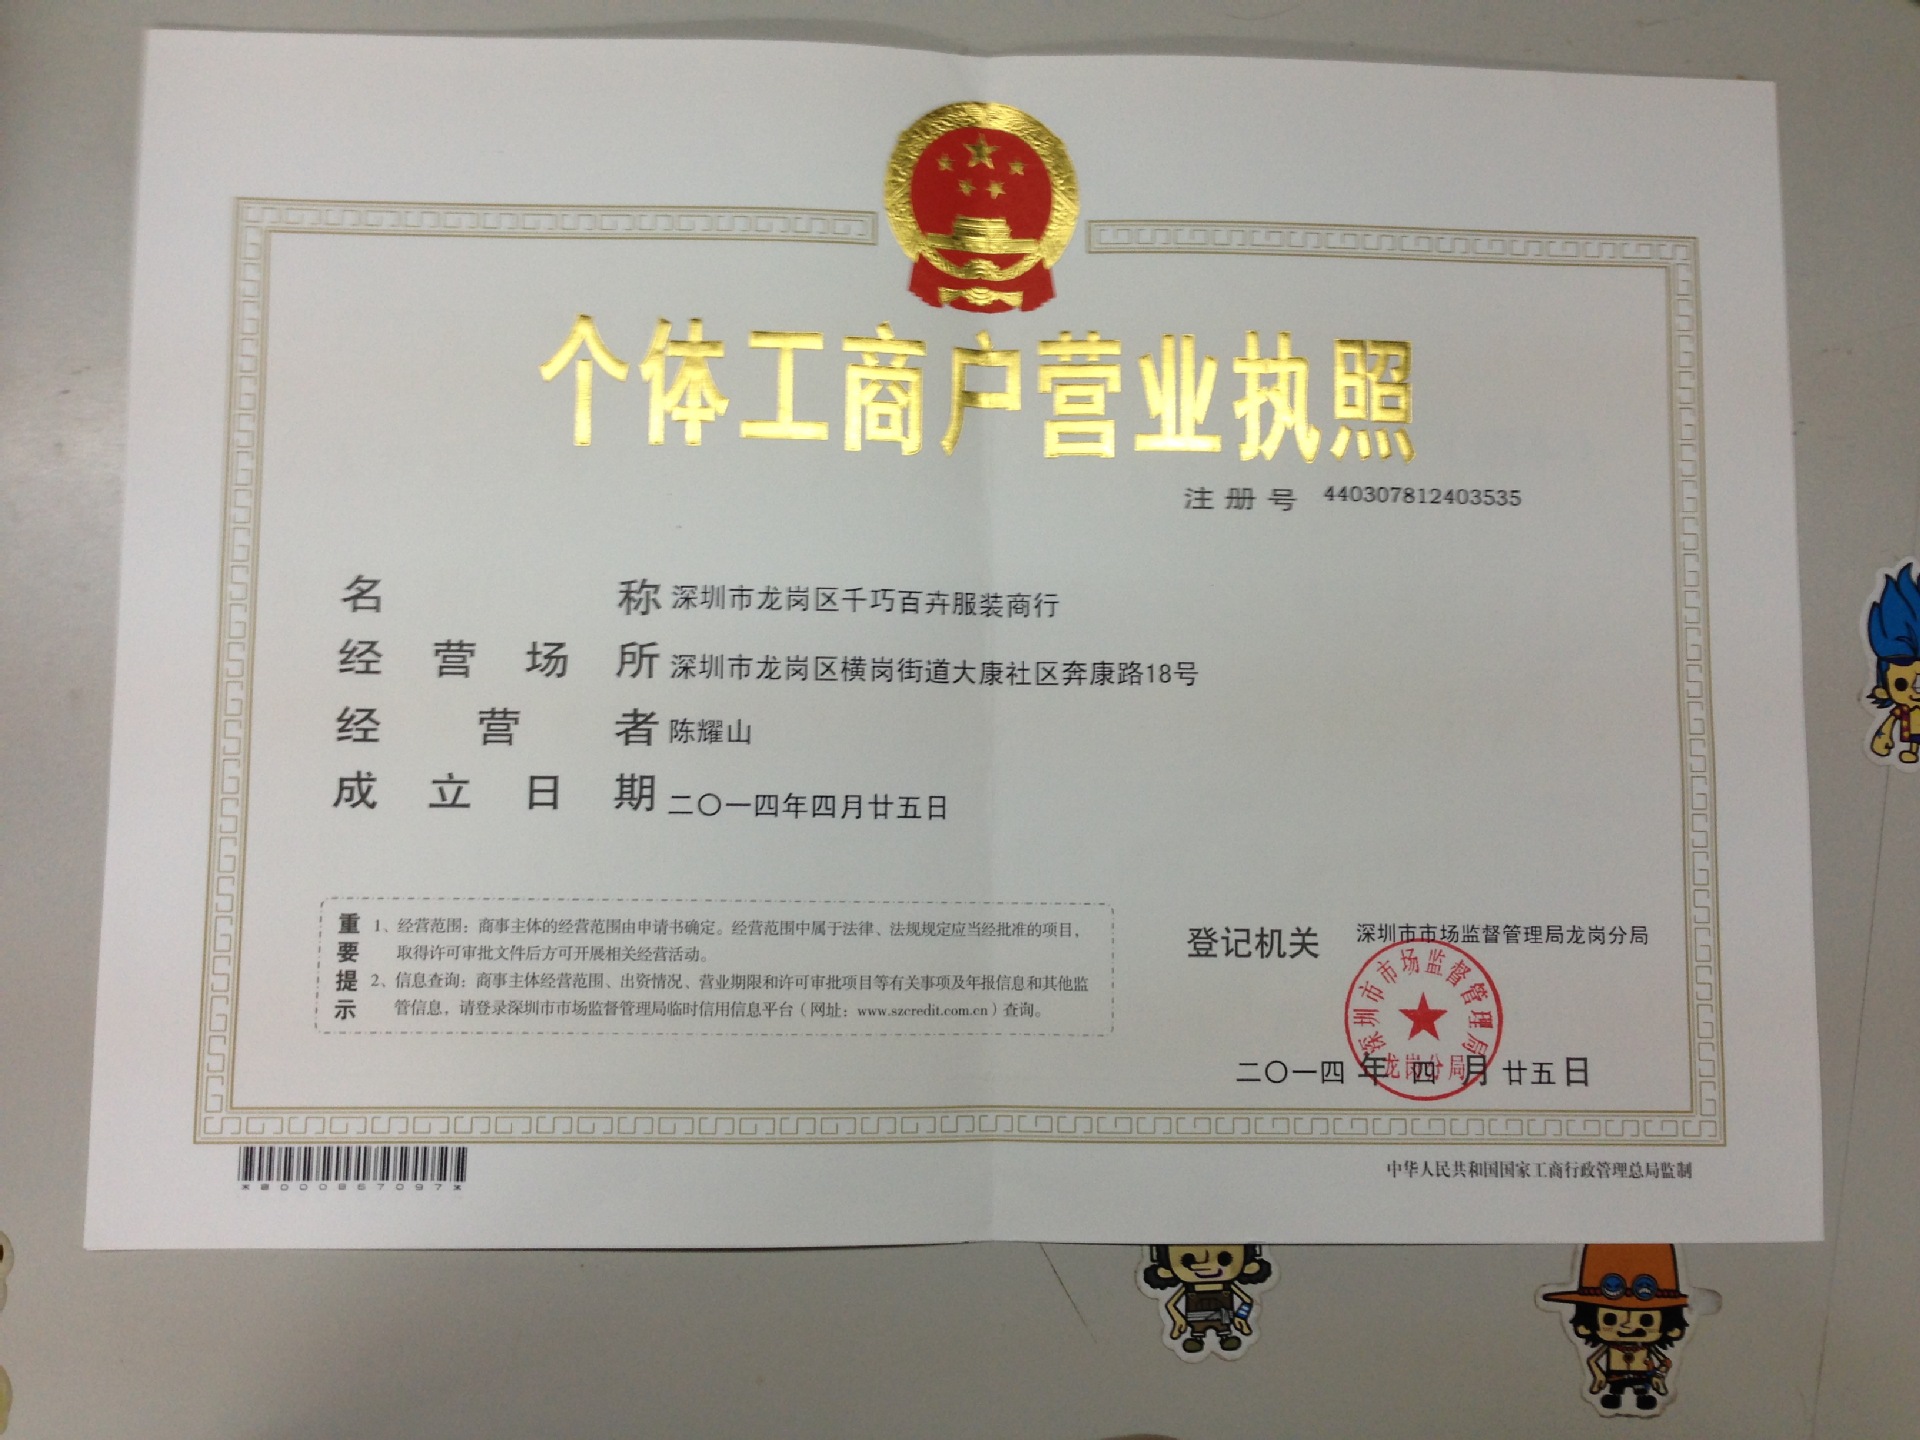 个体工商户营业执照
注册号 440307812403535
名称 深圳市龙岗区千巧百卉服装商行
经营场所 深圳市龙岗区横岗街道大康社区奔康路18号
经营者 陈耀山
成立日期 二〇一四年四月廿五日
重要提示
1、经营范围：商事主体的经营范围由申请书确定。经营范围中属于法律、法规规定应当经批准的项目，
取得许可审批文件后方可开展相关经营活动。
2、信息查询：商事主体经营范围、出资情况、营业期限和许可审批项目等有关事项及年报信息和其他监
管信息，请登录深圳市市场监督管理局临时信用信息平台（网址：www.szcredit.com.cn）查询。
登记机关 深圳市市场监督管理局龙岗分局
深圳市市场监督管理局
龙岗分局
二〇一四年四月廿五日
中华人民共和国国家工商行政管理总局监制